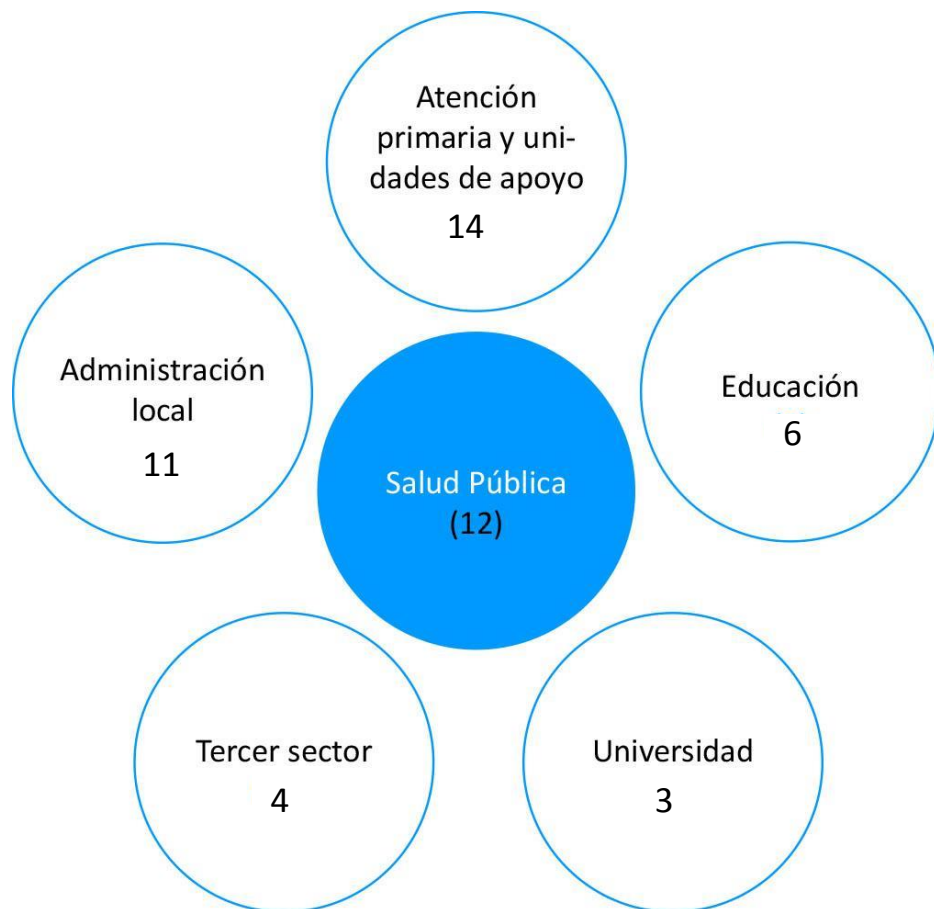 Atención
primaria y uni-
dades de apoyo
14
Administración
local
11
Educación
6
Salud Pública
(12)
Tercer sector
4
Universidad
3